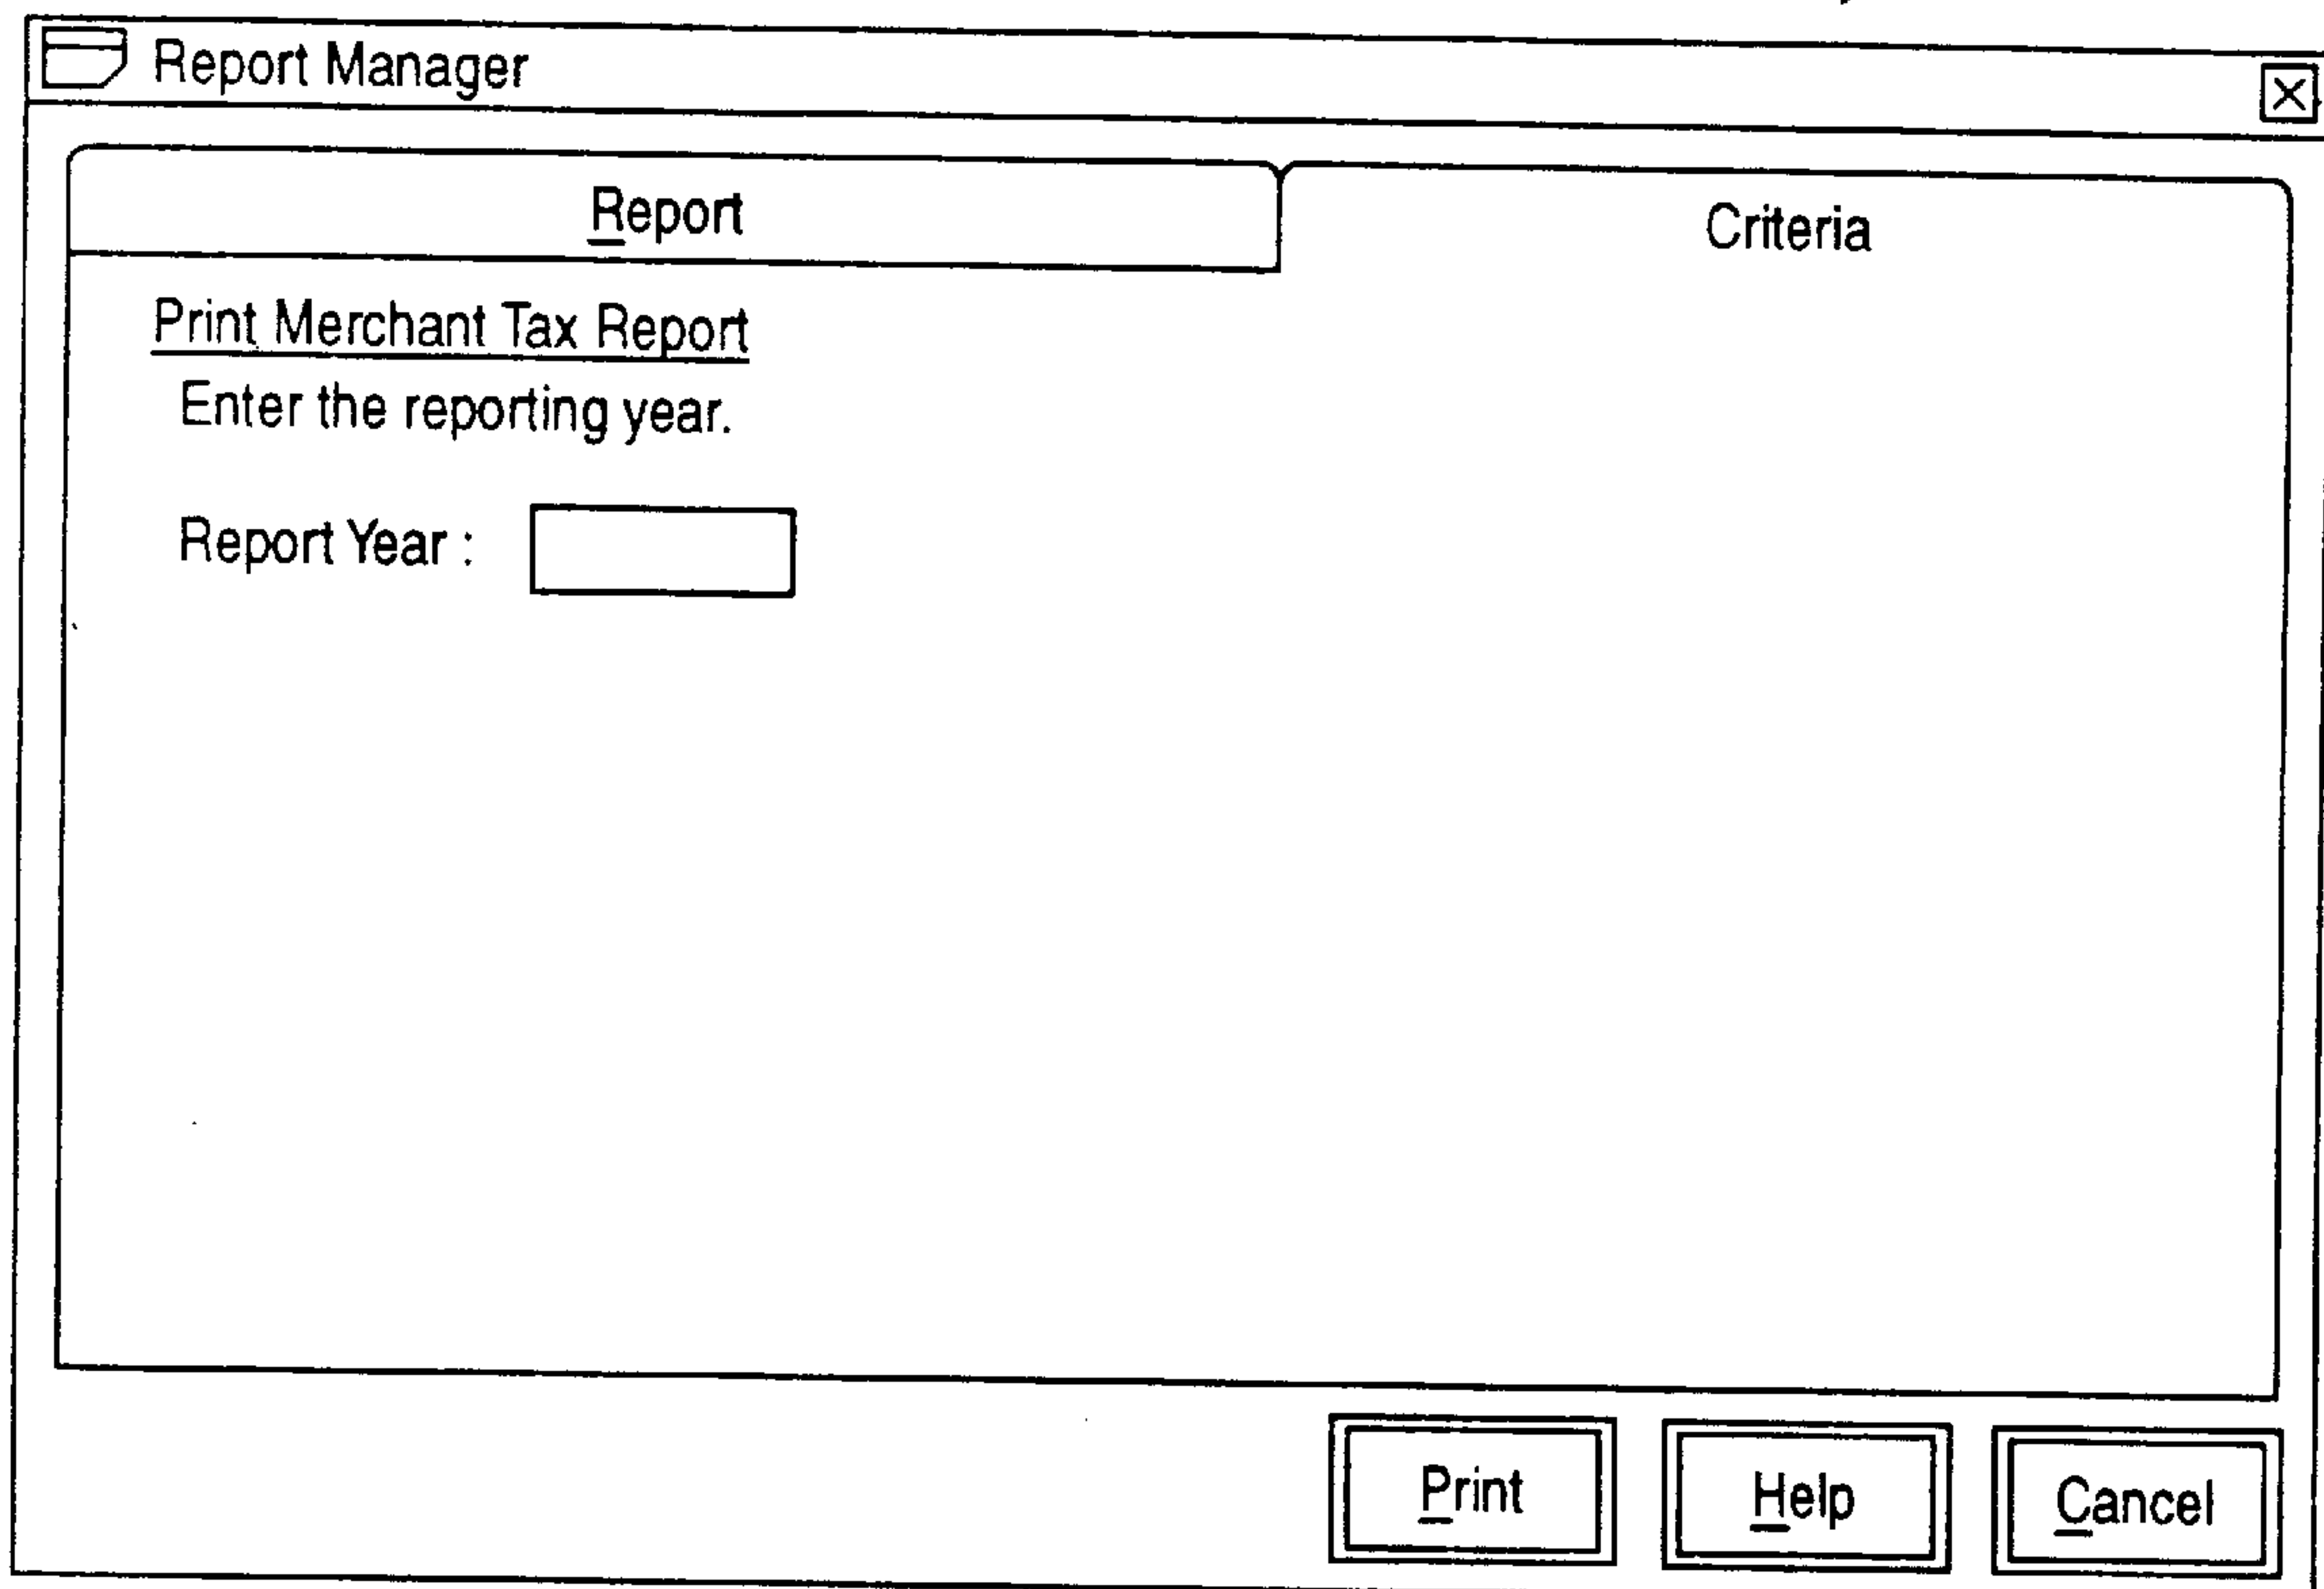 Report Manager
Report
Criteria
Print Merchant Tax Report
Enter the reporting year.
Report Year :
Print
Help
Cancel